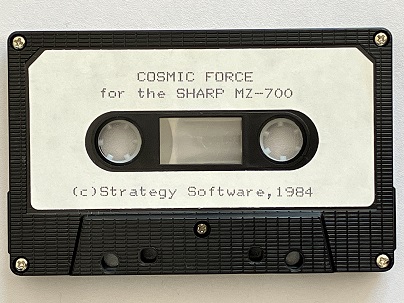 COSMIC FORCE
for the SHARP MZ-700
(c)Strategy Software,1984